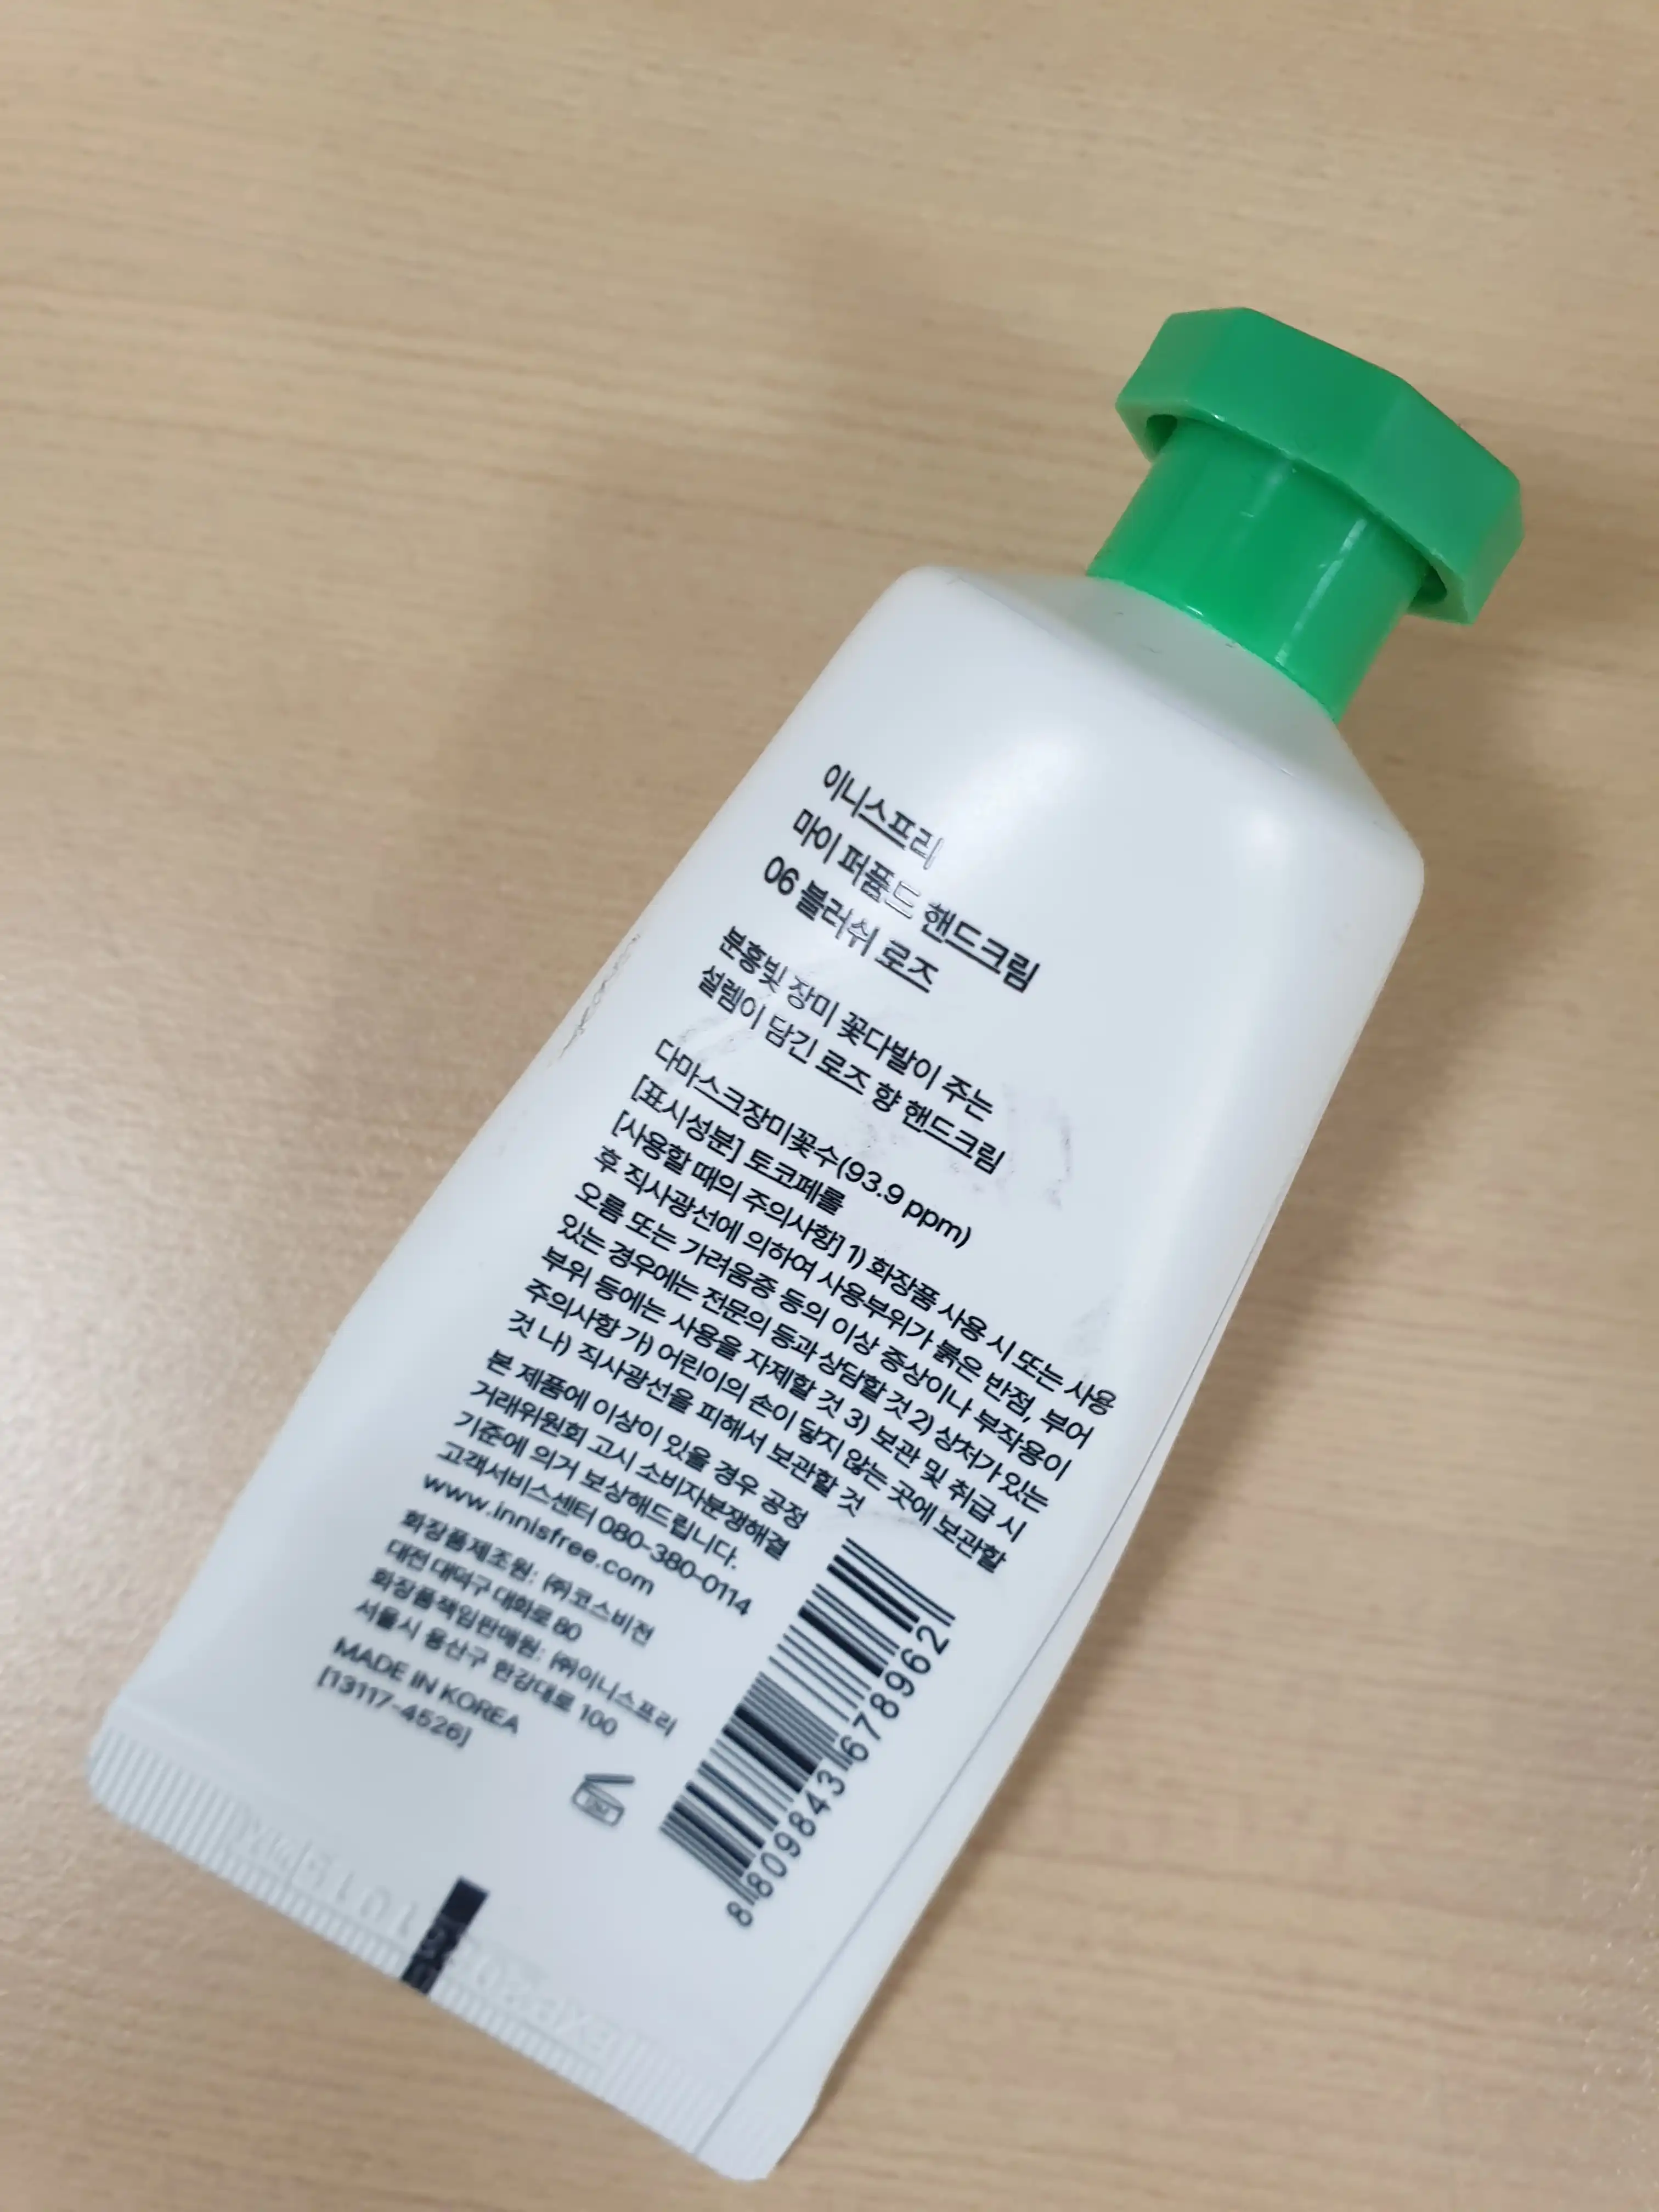 이니스프리
마이 퍼퓸드 핸드크림
06 블러쉬 로즈
분홍빛 장미 꽃다발이 주는
설렘이 담긴 로즈 향 핸드크림
다마스크장미꽃수(93.9 ppm)
[표시성분] 토코페롤
[사용할 때의 주의사항] 1) 화장품 사용 시 또는 사용
후 직사광선에 의하여 사용부위가 붉은 반점, 부어
오름 또는 가려움증 등의 이상 증상이나 부작용이
있는 경우에는 전문의 등과 상담할 것 2) 상처가 있는
부위 등에는 사용을 자제할 것 3) 보관 및 취급 시
주의사항 가) 어린이의 손이 닿지 않는 곳에 보관할
것 나) 직사광선을 피해서 보관할 것
본 제품에 이상이 있을 경우 공정
거래위원회 고시 소비자분쟁해결
기준에 의거 보상해드립니다.
고객서비스센터 080-380-0114
www.innisfree.com
화장품제조원: ㈜코스비전
대전 대덕구 대화로 80
화장품책임판매원: ㈜이니스프리
서울시 용산구 한강대로 100
MADE IN KOREA
[13117-4526]
12M
8 809843 678962